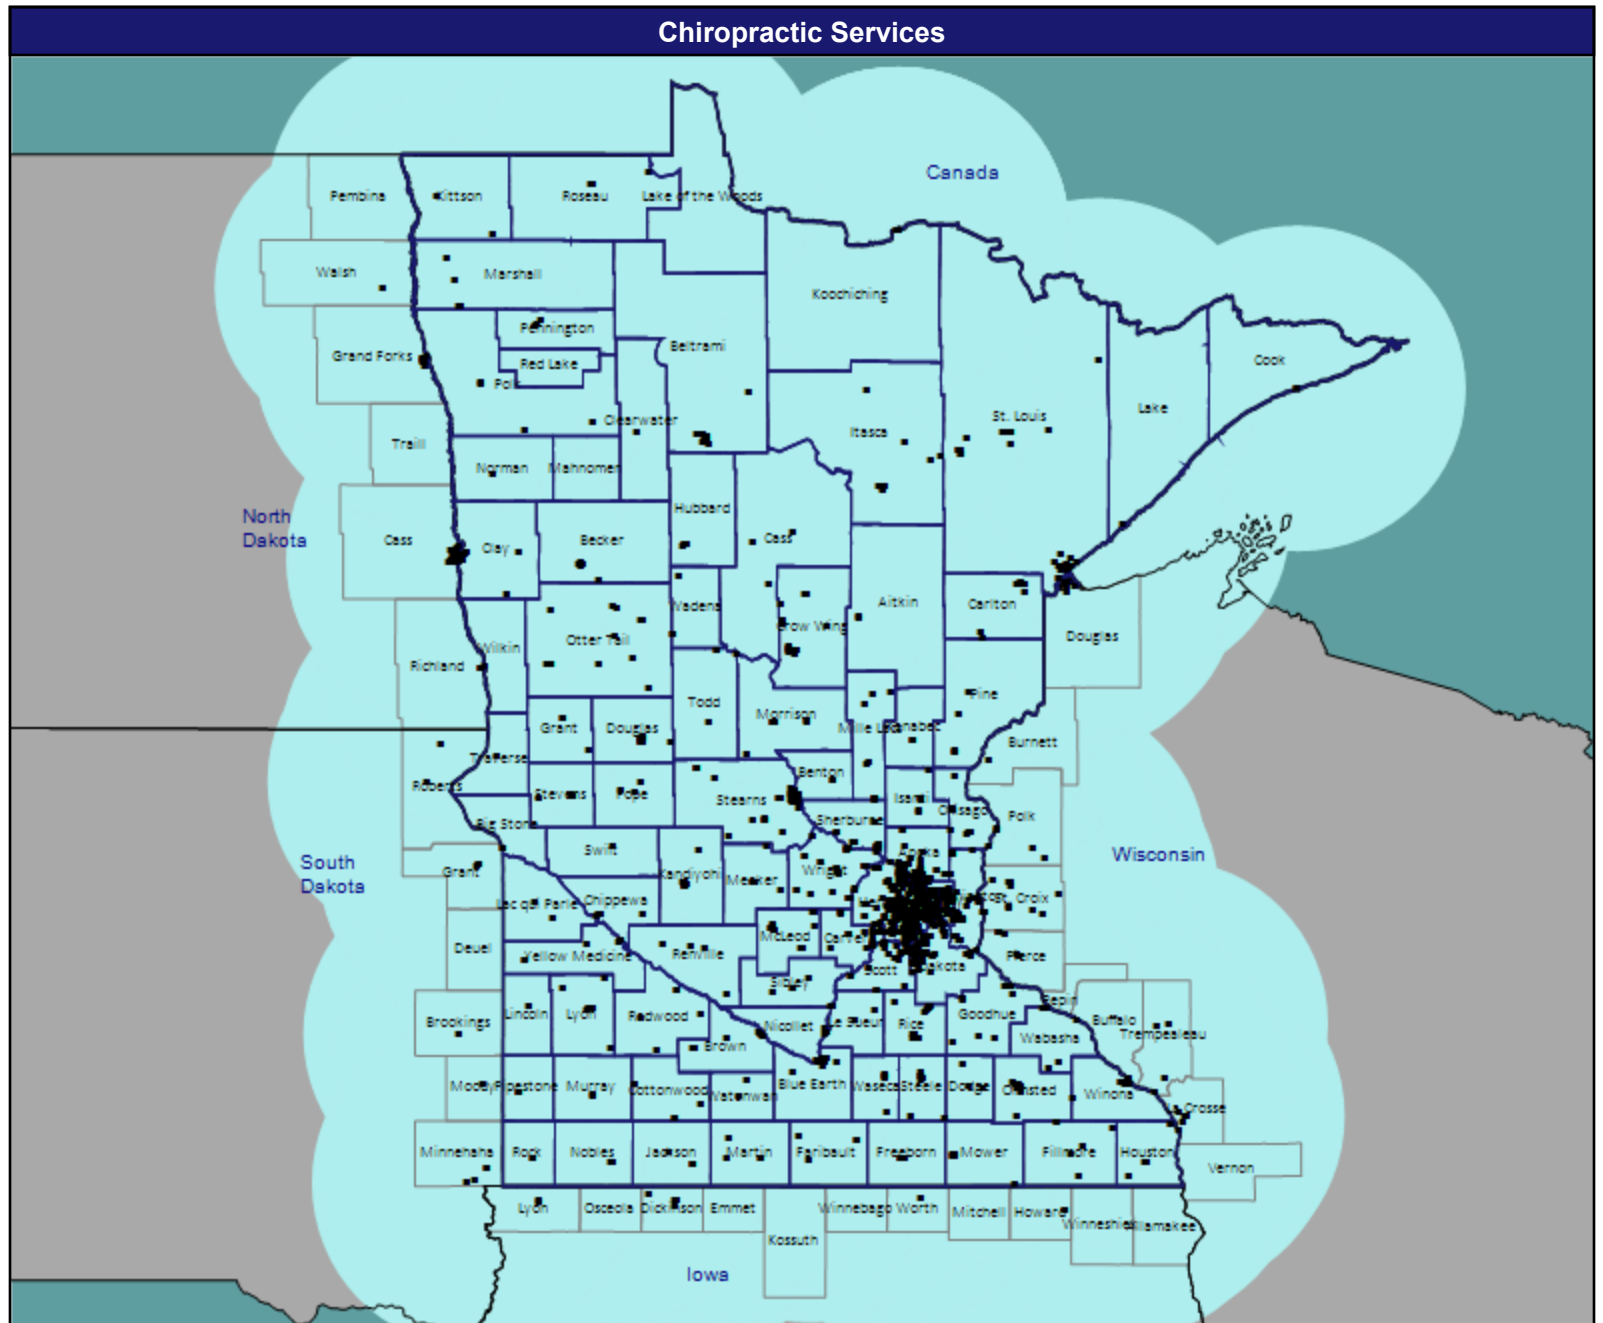 Chiropractic Services
Canada
Pembina
Kittson
Roseau
Lake of the Woods
Walsh
Marshall
Koochiching
Pennington
Grand Forks
Red Lake
Beltrami
Cook
Polk
Lake
Clearwater
St. Louis
Itasca
Traill
Norman
Mahnomen
Hubbard
North
Dakota
Cass
Clay
Becker
Cass
Aitkin
Carlton
Wadena
Crow Wing
Douglas
Otter Tail
Wilkin
Richland
Pine
Todd
Morrison
Grant
Douglas
Mille Lacs
Kanabec
Burnett
Traverse
Benton
Roberts
Stevens
Pope
Stearns
Isanti
Chisago
Polk
Big Stone
Sherburne
Swift
Anoka
Wisconsin
South
Dakota
Grant
Kandiyohi
Meeker
Wright
Lac qui Parle
Chippewa
St. Croix
McLeod
Carver
Deuel
Yellow Medicine
Renville
Pierce
Scott
Dakota
Sibley
Pepin
Brookings
Lincoln
Lyon
Redwood
Nicollet
Le Sueur
Rice
Goodhue
Buffalo
Trempealeau
Brown
Wabasha
Moody
Pipestone
Murray
Cottonwood
Watonwan
Blue Earth
Waseca
Steele
Dodge
Olmsted
Winona
La Crosse
Minnehaha
Rock
Nobles
Jackson
Martin
Faribault
Freeborn
Mower
Fillmore
Houston
Vernon
Lyon
Osceola
Dickinson
Emmet
Winnebago
Worth
Mitchell
Howard
Winneshiek
Allamakee
Kossuth
Iowa